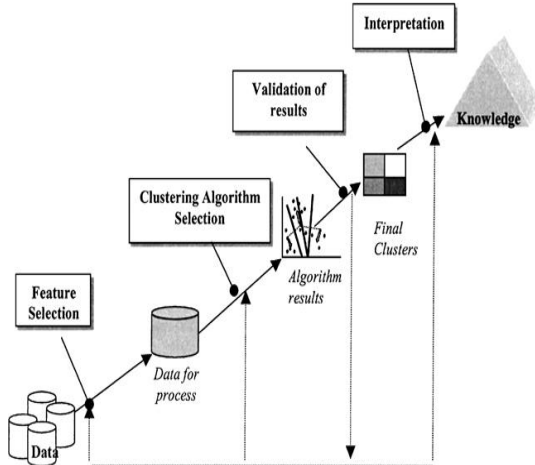 Interpretation
Knowledge
Validation of
results
Final
Clusters
Clustering Algorithm
Selection
Algorithm
results
Feature
Selection
Data for
process
Data